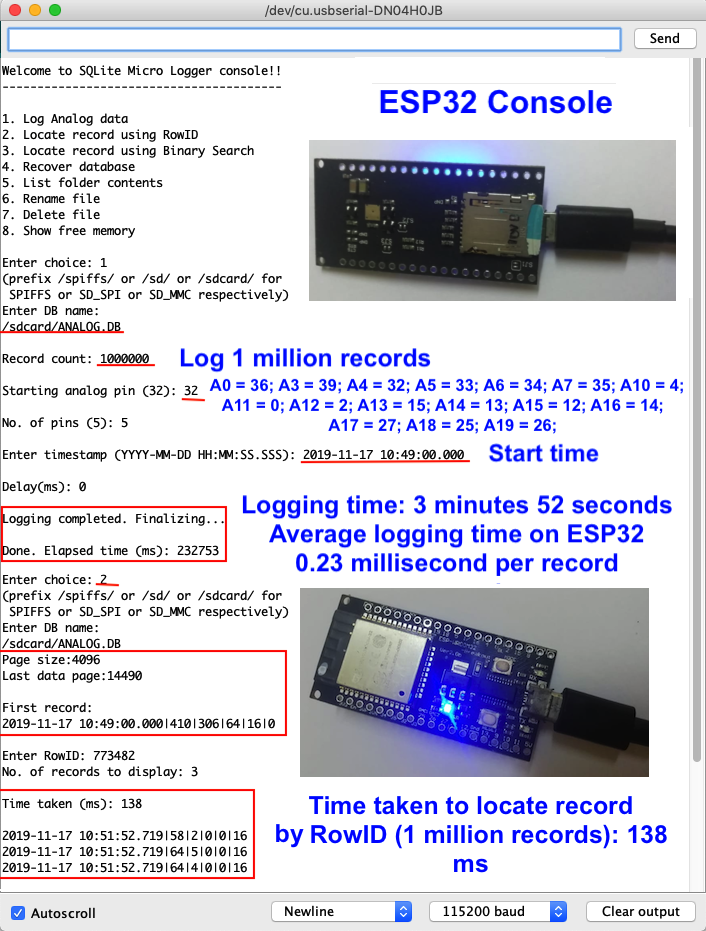 /dev/cu.usbserial-DN04H0JB
Send
Welcome to SQLite Micro Logger console!!
----------------------------------------
ESP32 Console
1. Log Analog data
2. Locate record using RowID
3. Locate record using Binary Search
4. Recover database
5. List folder contents
6. Rename file
7. Delete file
8. Show free memory
Enter choice: 1
(prefix /spiffs/ or /sd/ or /sdcard/ for
SPIFFS or SD_SPI or SD_MMC respectively)
Enter DB name:
/sdcard/ANALOG.DB
Record count: 1000000
Log 1 million records
Starting analog pin (32): 32
A0 = 36; A3 = 39; A4 = 32; A5 = 33; A6 = 34; A7 = 35; A10 = 4;
A11 = 0; A12 = 2; A13 = 15; A14 = 13; A15 = 12; A16 = 14;
A17 = 27; A18 = 25; A19 = 26;
No. of pins (5): 5
Enter timestamp (YYYY-MM-DD HH:MM:SS.SSS): 2019-11-17 10:49:00.000
Start time
Delay(ms): 0
Logging completed. Finalizing...
Done. Elapsed time (ms): 232753
Logging time: 3 minutes 52 seconds
Average logging time on ESP32
0.23 millisecond per record
Enter choice: 2
(prefix /spiffs/ or /sd/ or /sdcard/ for
SPIFFS or SD_SPI or SD_MMC respectively)
Enter DB name:
/sdcard/ANALOG.DB
Page size:4096
Last data page:14490
First record:
2019-11-17 10:49:00.000|410|306|64|16|0
Enter RowID: 773482
No. of records to display: 3
Time taken (ms): 138
2019-11-17 10:51:52.719|58|2|0|0|16
2019-11-17 10:51:52.719|64|5|0|0|16
2019-11-17 10:51:52.719|64|4|0|0|16
Time taken to locate record
by RowID (1 million records): 138
ms
Autoscroll
Newline
115200 baud
Clear output